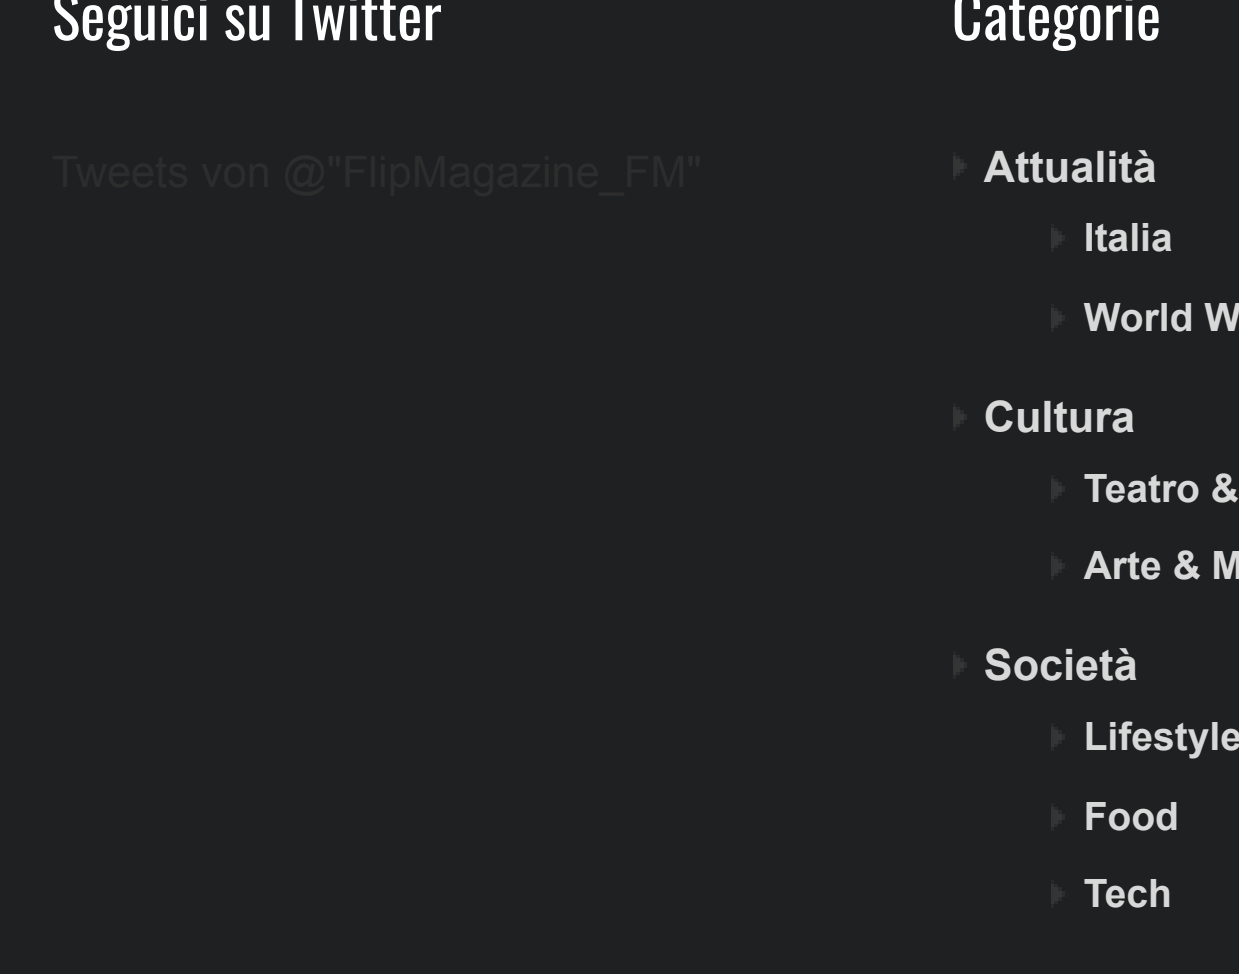 Seguici su Twitter
Tweets von @"FlipMagazine_FM"
Categorie
Attualità
Italia
World W
Cultura
Teatro &
Arte & M
Società
Lifestyle
Food
Tech